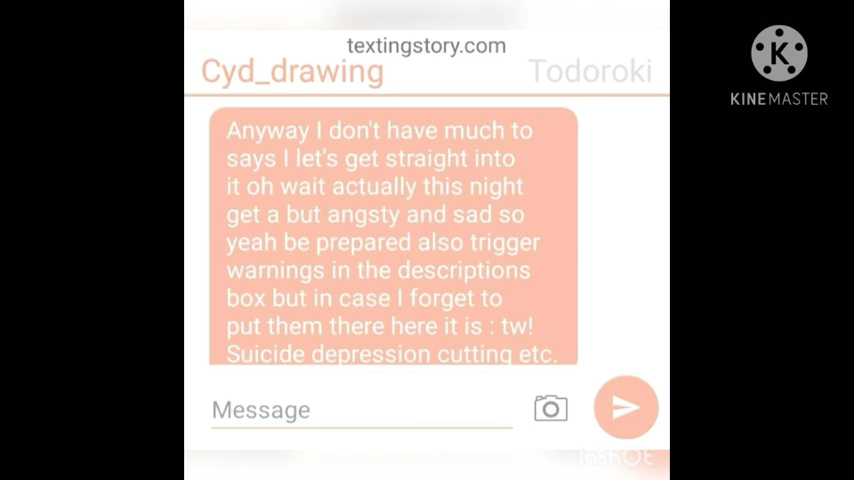 textingstory.com
Cyd_drawing
Todoroki
KINEMASTER
Anyway I don't have much to
says I let's get straight into
it oh wait actually this night
get a but angsty and sad so
yeah be prepared also trigger
warnings in the descriptions
box but in case I forget to
put them there here it is : tw!
Suicide depression cutting etc.
Message
InShOt